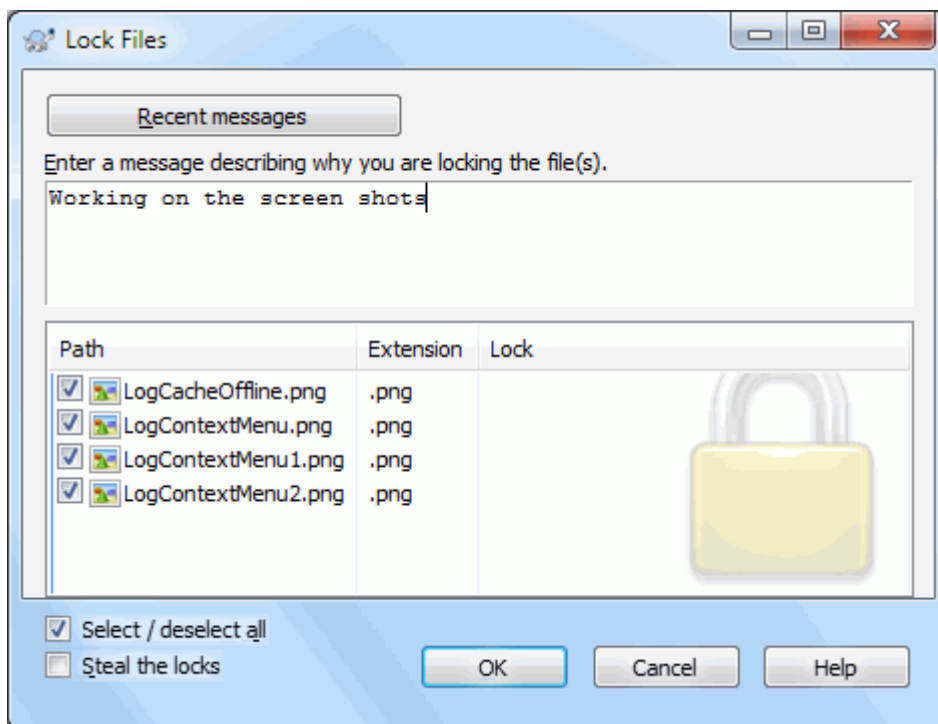 Lock Files
Recent messages
Enter a message describing why you are locking the file(s).
Working on the screen shots
Path Extension Lock
LogCacheOffline.png .png
LogContextMenu.png .png
LogContextMenu1.png .png
LogContextMenu2.png .png
Select / deselect all
Steal the locks
OK Cancel Help